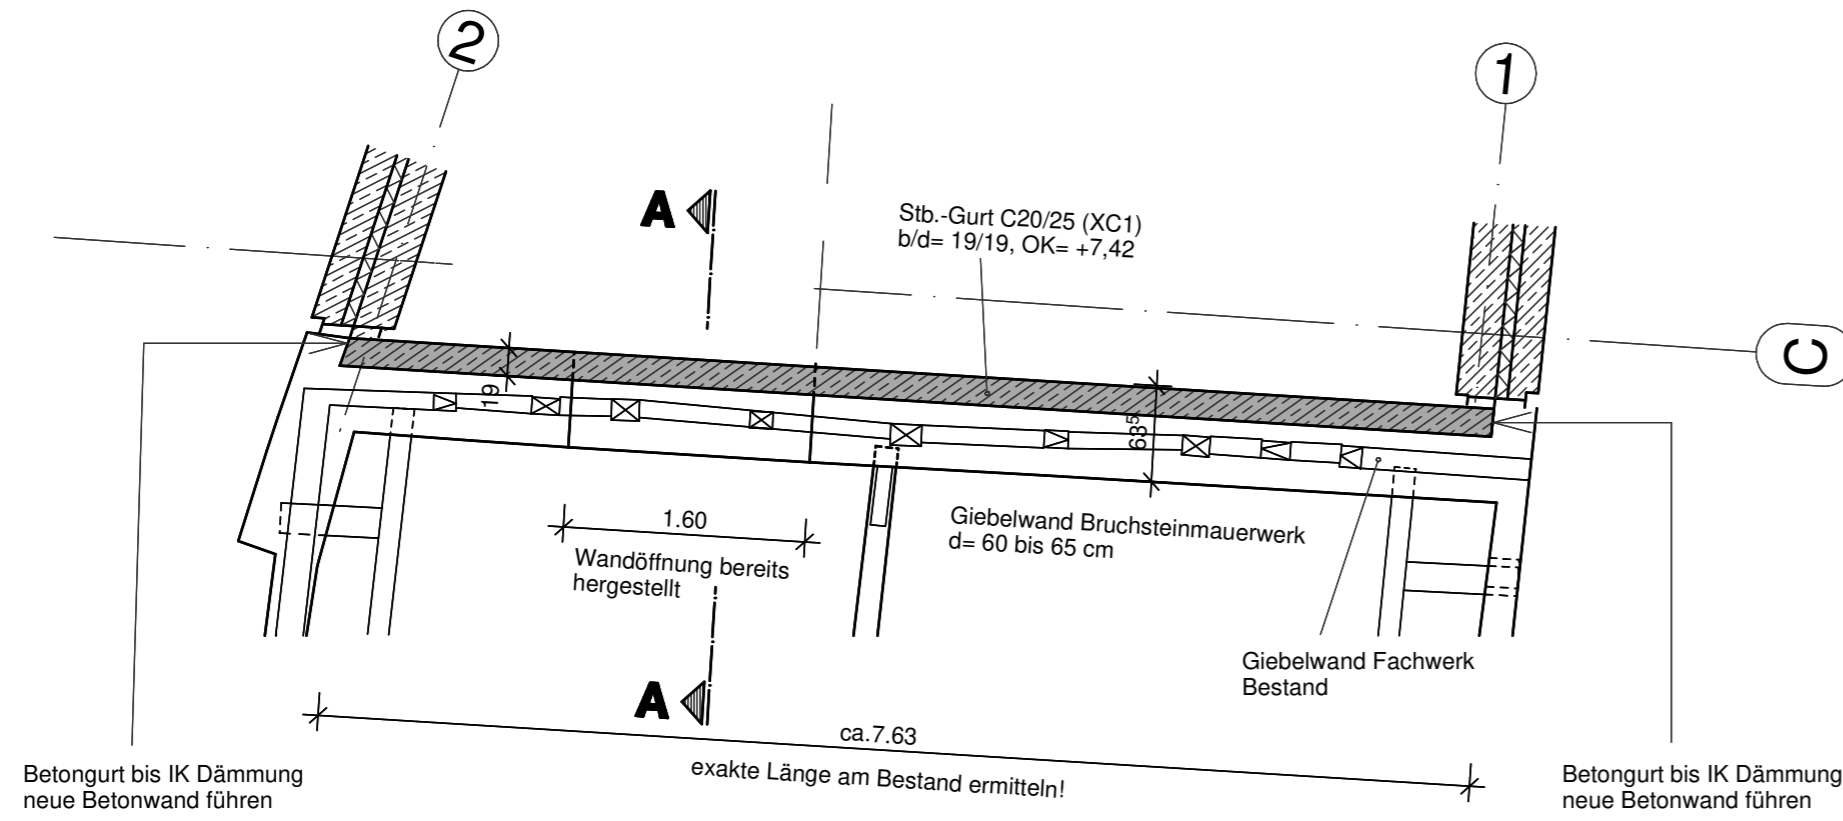 2
1
A
Stb.-Gurt C20/25 (XC1)
b/d= 19/19, OK= +7,42
C
19
63⁵
1.60
Wandöffnung bereits
hergestellt
Giebelwand Bruchsteinmauerwerk
d= 60 bis 65 cm
Giebelwand Fachwerk
Bestand
A
ca.7.63
exakte Länge am Bestand ermitteln!
Betongurt bis IK Dämmung
neue Betonwand führen
Betongurt bis IK Dämmung
neue Betonwand führen